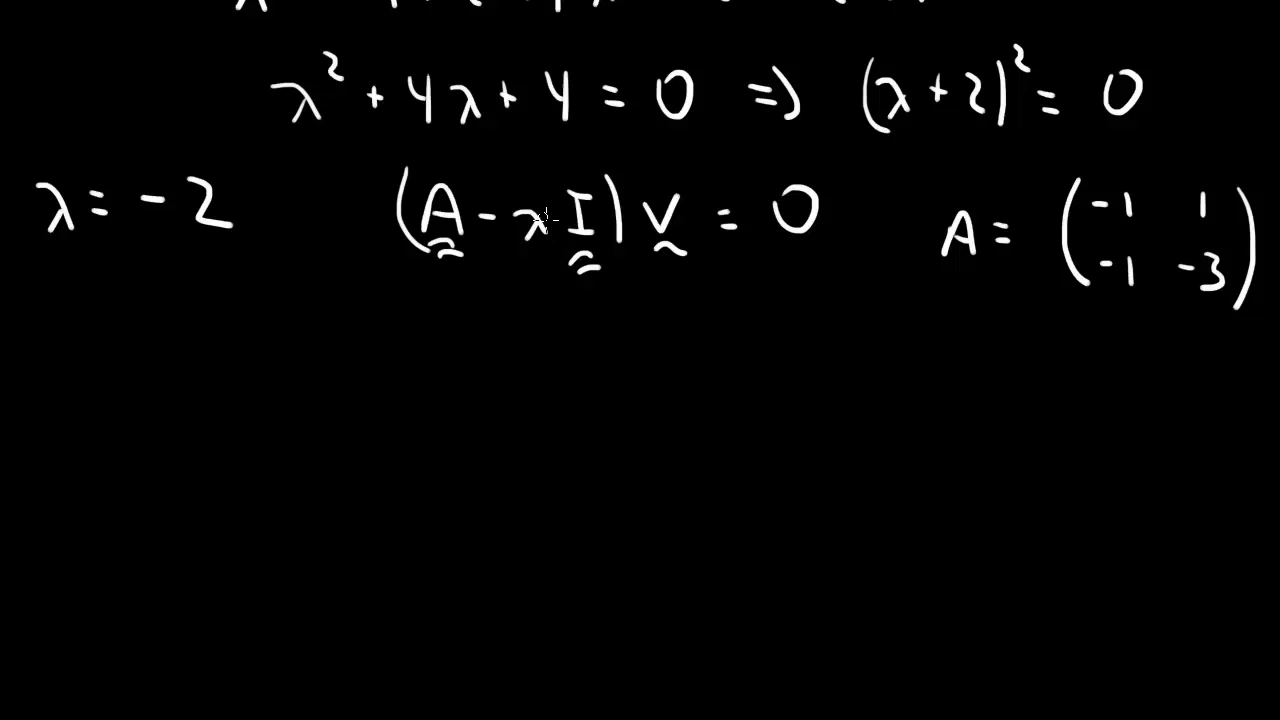 λ² + 4λ + 4 = 0 ⇒ (λ + 2)² = 0
λ = -2 (A - λI) v = 0 A = ( -1 1
-1 -3 )